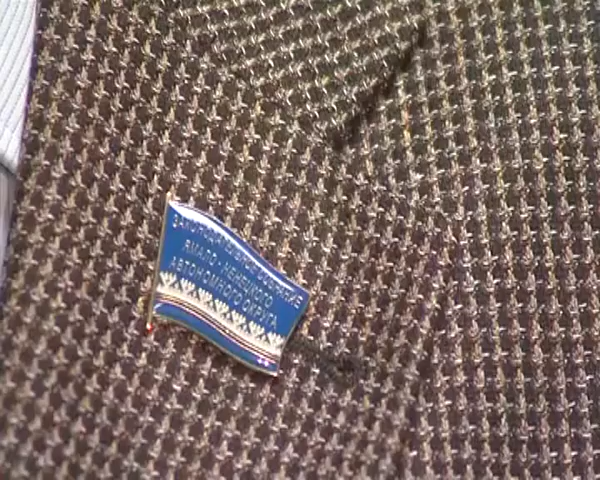 ЗАКОНОДАТЕЛЬНОЕ СОБРАНИЕ
ЯМАЛО-НЕНЕЦКОГО
АВТОНОМНОГО ОКРУГА